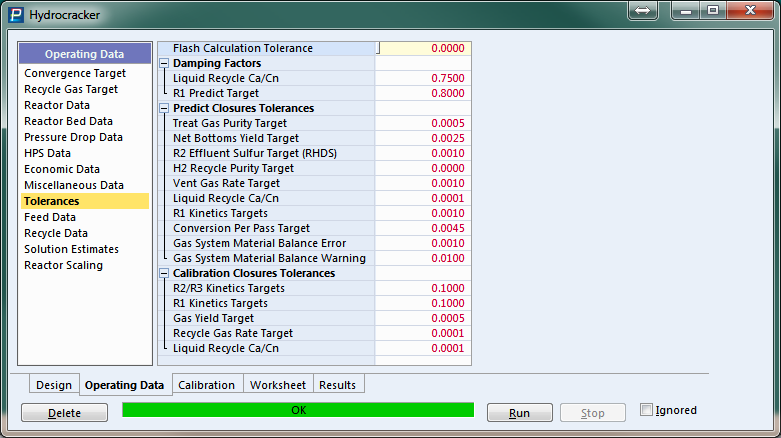 Hydrocracker
Operating Data
Convergence Target
Recycle Gas Target
Reactor Data
Reactor Bed Data
Pressure Drop Data
HPS Data
Economic Data
Miscellaneous Data
Tolerances
Feed Data
Recycle Data
Solution Estimates
Reactor Scaling
Flash Calculation Tolerance 0.0000
Damping Factors
Liquid Recycle Ca/Cn 0.7500
R1 Predict Target 0.8000
Predict Closures Tolerances
Treat Gas Purity Target 0.0005
Net Bottoms Yield Target 0.0025
R2 Effluent Sulfur Target (RHDS) 0.0010
H2 Recycle Purity Target 0.0000
Vent Gas Rate Target 0.0010
Liquid Recycle Ca/Cn 0.0001
R1 Kinetics Targets 0.0010
Conversion Per Pass Target 0.0045
Gas System Material Balance Error 0.0010
Gas System Material Balance Warning 0.0100
Calibration Closures Tolerances
R2/R3 Kinetics Targets 0.1000
R1 Kinetics Targets 0.1000
Gas Yield Target 0.0005
Recycle Gas Rate Target 0.0001
Liquid Recycle Ca/Cn 0.0001
Design Operating Data Calibration Worksheet Results
Delete OK Run Stop Ignored